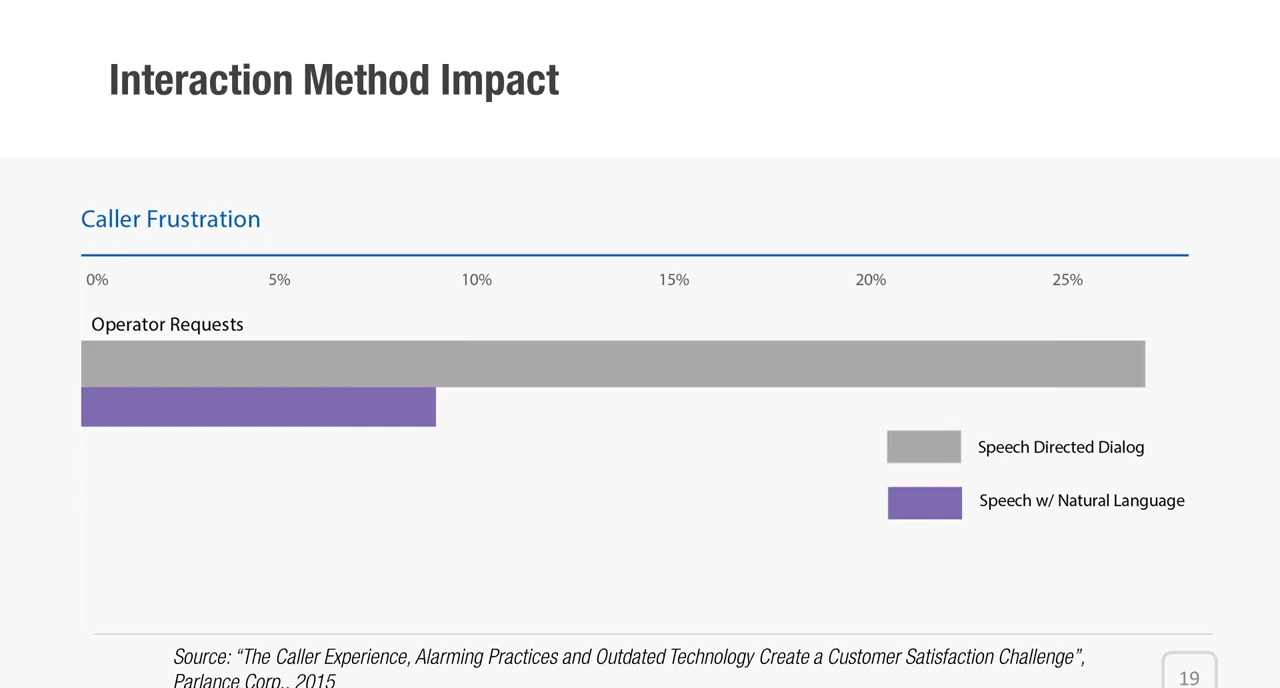 Interaction Method Impact
Caller Frustration
0% 5% 10% 15% 20% 25%
Operator Requests
Speech Directed Dialog
Speech w/ Natural Language
Source: “The Caller Experience, Alarming Practices and Outdated Technology Create a Customer Satisfaction Challenge”,
Parlance Corp., 2015
19